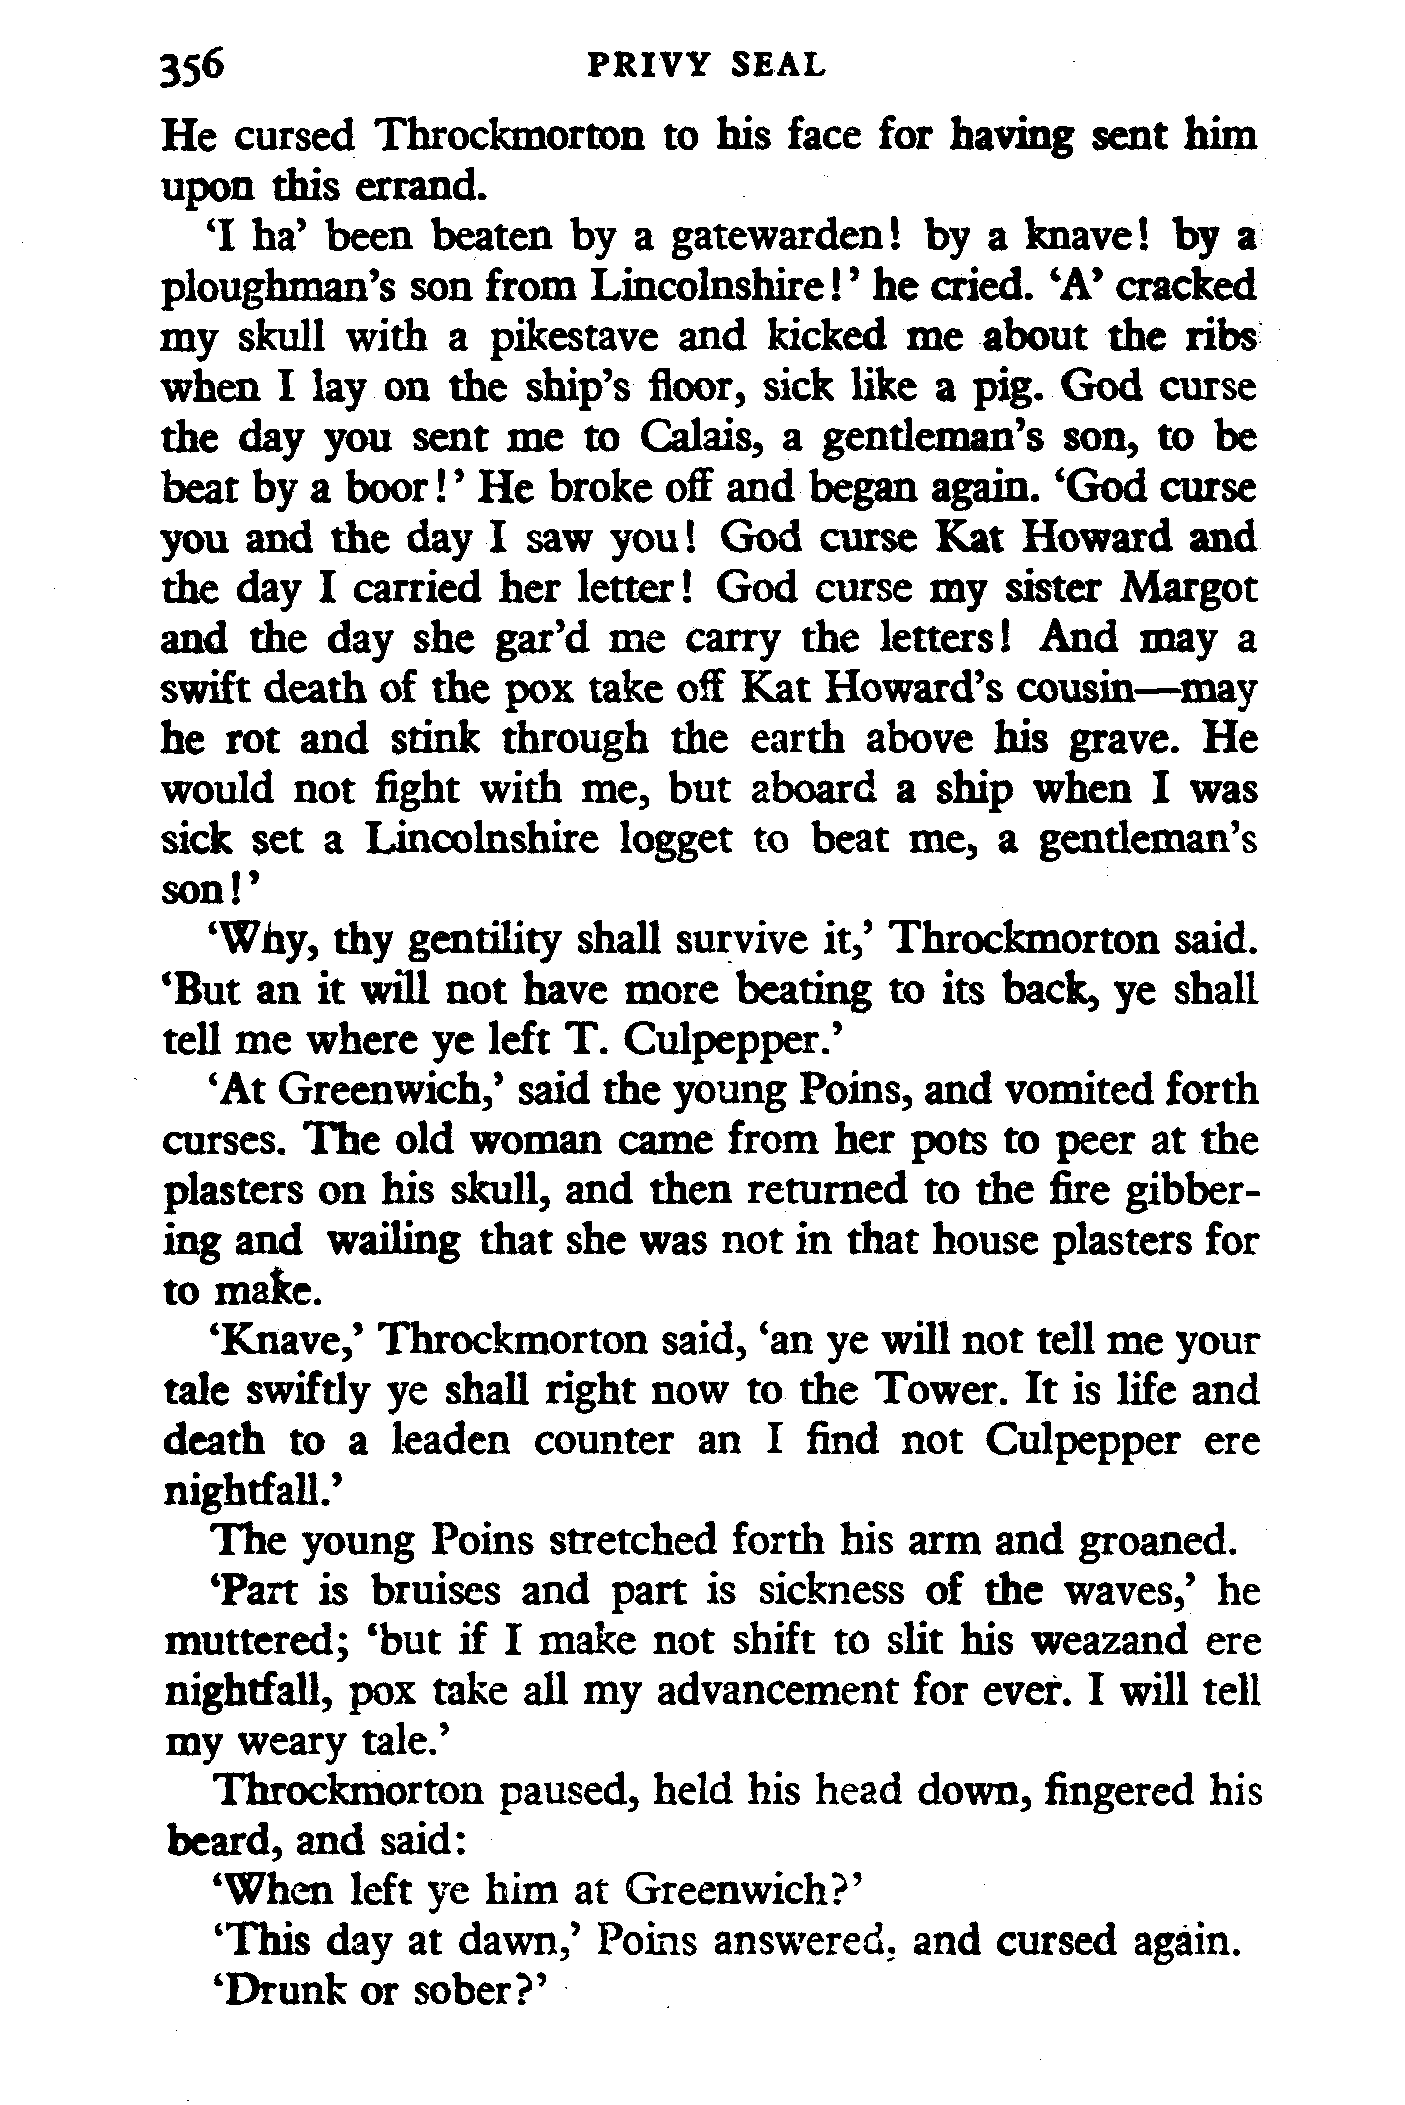 356 PRIVY SEAL
He cursed Throckmorton to his face for having sent him
upon this errand.
‘I ha’ been beaten by a gatewarden! by a knave! by a
ploughman’s son from Lincolnshire!’ he cried. ‘A’ cracked
my skull with a pikestave and kicked me about the ribs
when I lay on the ship’s floor, sick like a pig. God curse
the day you sent me to Calais, a gentleman’s son, to be
beat by a boor!’ He broke off and began again. ‘God curse
you and the day I saw you! God curse Kat Howard and
the day I carried her letter! God curse my sister Margot
and the day she gar’d me carry the letters! And may a
swift death of the pox take off Kat Howard’s cousin—may
he rot and stink through the earth above his grave. He
would not fight with me, but aboard a ship when I was
sick set a Lincolnshire logget to beat me, a gentleman’s
son!’
‘Why, thy gentility shall survive it,’ Throckmorton said.
‘But an it will not have more beating to its back, ye shall
tell me where ye left T. Culpepper.’
‘At Greenwich,’ said the young Poins, and vomited forth
curses. The old woman came from her pots to peer at the
plasters on his skull, and then returned to the fire gibber-
ing and wailing that she was not in that house plasters for
to make.
‘Knave,’ Throckmorton said, ‘an ye will not tell me your
tale swiftly ye shall right now to the Tower. It is life and
death to a leaden counter an I find not Culpepper ere
nightfall.’
The young Poins stretched forth his arm and groaned.
‘Part is bruises and part is sickness of the waves,’ he
muttered; ‘but if I make not shift to slit his weazand ere
nightfall, pox take all my advancement for ever. I will tell
my weary tale.’
Throckmorton paused, held his head down, fingered his
beard, and said:
‘When left ye him at Greenwich?’
‘This day at dawn,’ Poins answered, and cursed again.
‘Drunk or sober?’